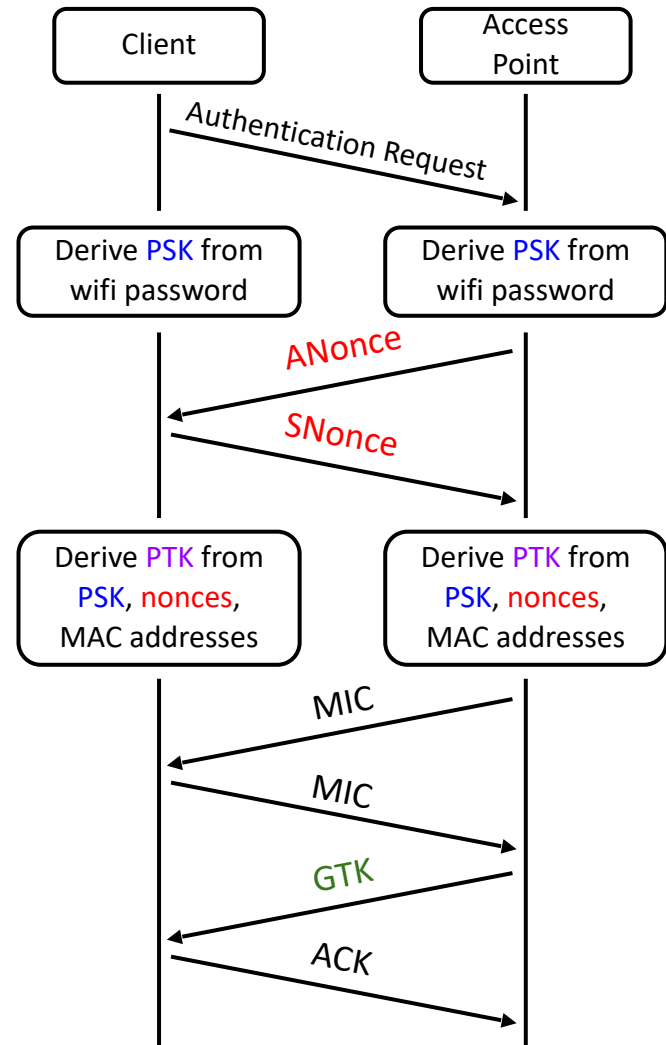 Client
Access
Point
Authentication Request
Derive PSK from
wifi password
Derive PSK from
wifi password
ANonce
SNonce
Derive PTK from
PSK, nonces,
MAC addresses
Derive PTK from
PSK, nonces,
MAC addresses
MIC
MIC
GTK
ACK